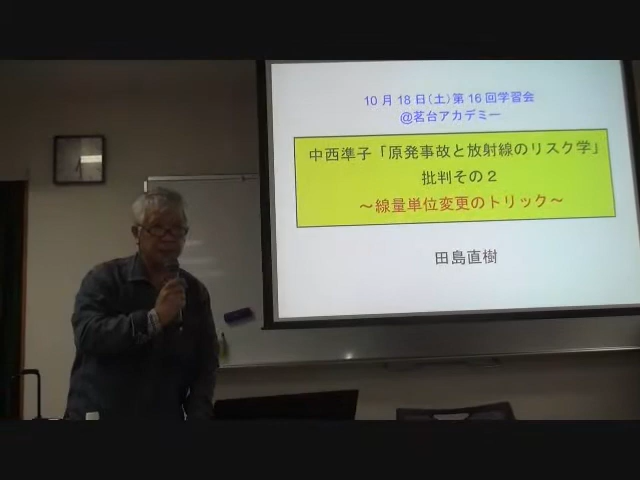 10月18日(土)第16回学習会
@茗台アカデミー
中西準子「原発事故と放射線のリスク学」
批判その2
～線量単位変更のトリック～
田島直樹